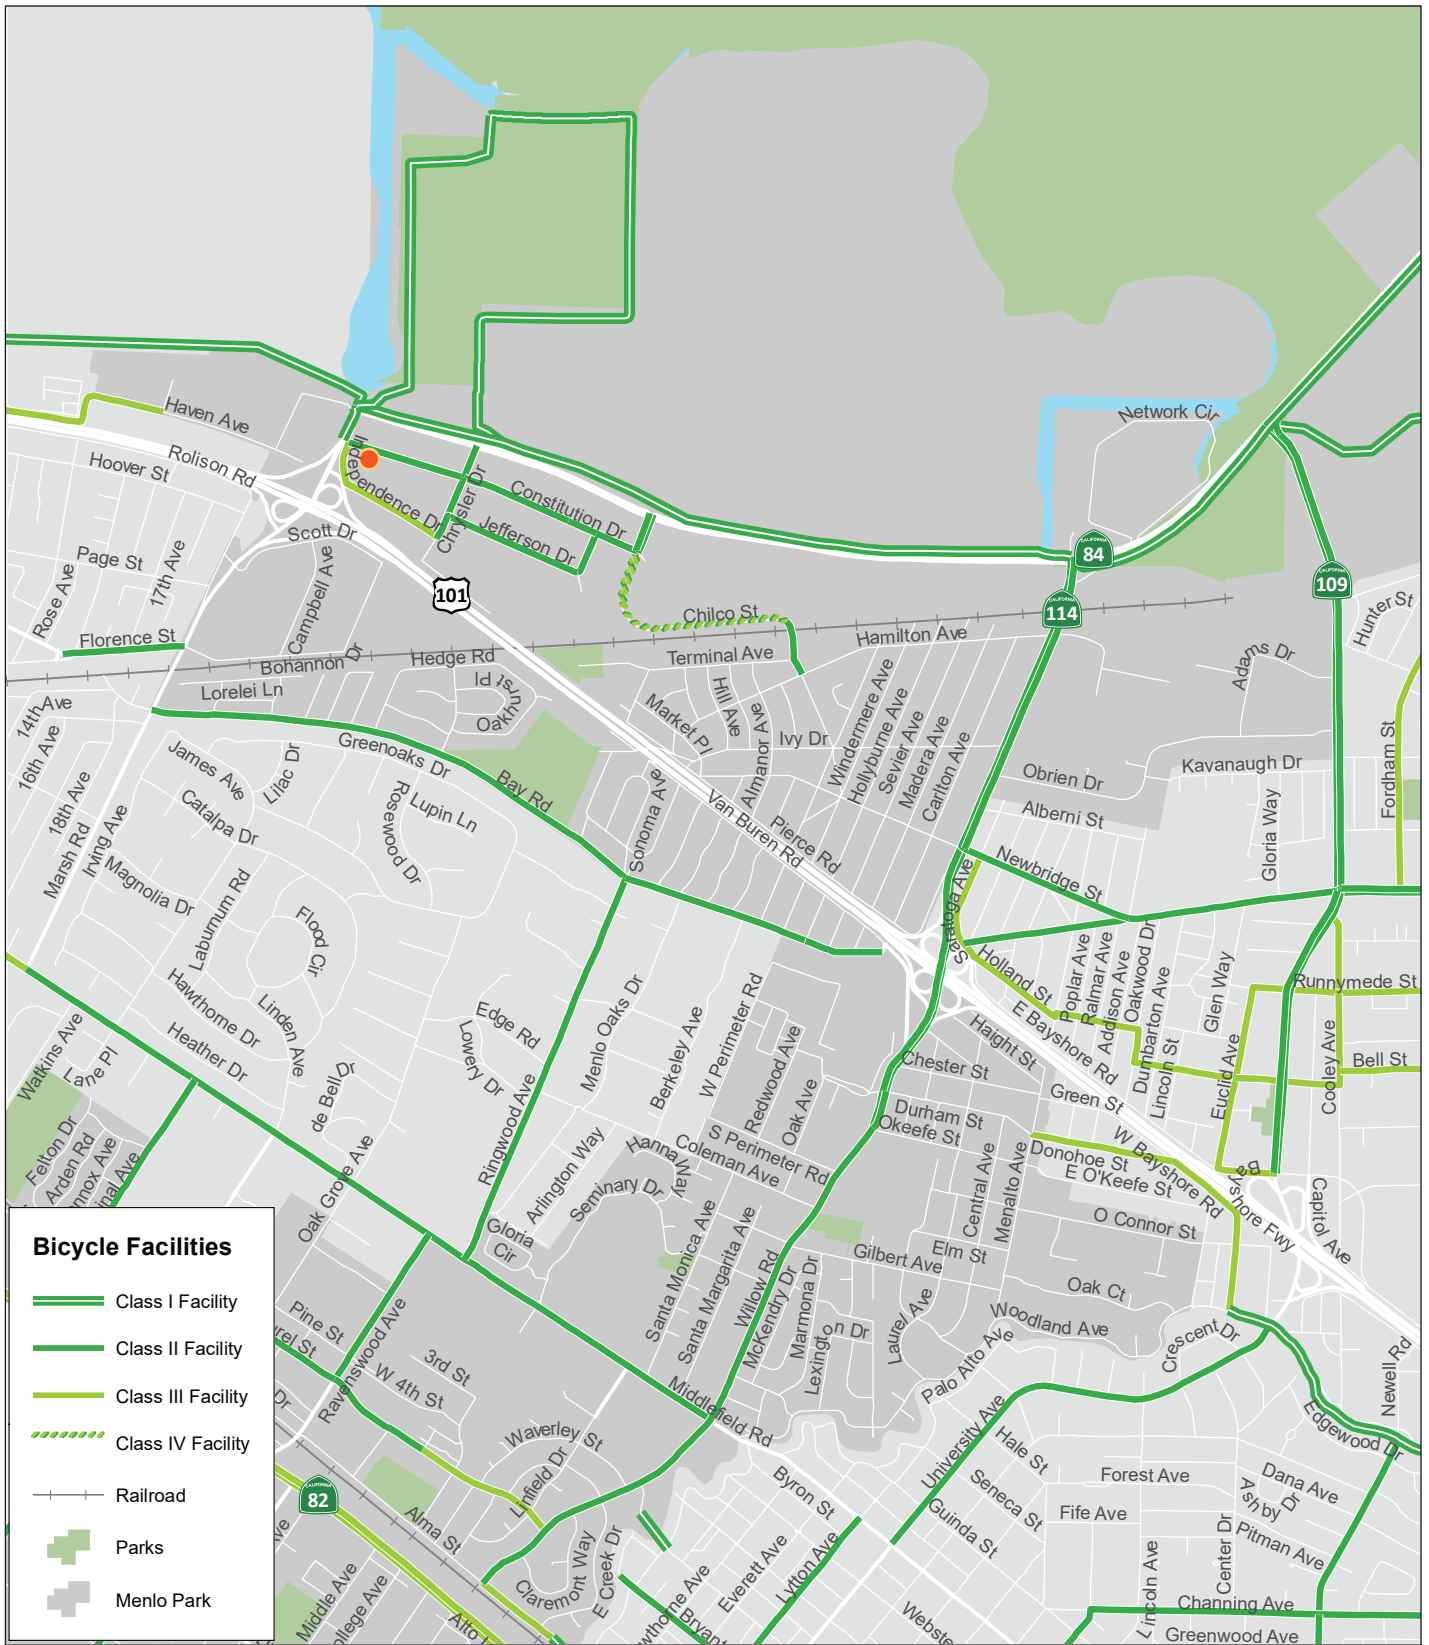 Network Cir
Haven Ave
Hoover St
Rolison Rd
Independence Dr
Chrysler Dr
Constitution Dr
Jefferson Dr
Scott Dr
CALIFORNIA
84
CALIFORNIA
114
109
101
Page St
17th Ave
Rose Ave
Campbell Ave
Chilco St
Hunter St
Florence St
Bohannon Dr
Hedge Rd
Terminal Ave
Hamilton Ave
Adams Dr
Lorelei Ln
Oakhurst Pl
14th Ave
16th Ave
Market Pl
Hill Ave
Almanor Ave
Ivy Dr
Windermere Ave
Hollyburne Ave
Sevier Ave
Madera Ave
Carlton Ave
Greenoaks Dr
James Ave
Lilac Dr
Bay Rd
Obrien Dr
Kavanaugh Dr
Fordham St
18th Ave
Catalpa Dr
Rosewood Dr
Lupin Ln
Sonoma Ave
Van Buren Rd
Pierce Rd
Alberni St
Gloria Way
Marsh Rd
Irving Ave
Magnolia Dr
Laburnum Rd
Newbridge St
Saratoga Ave
Flood Cir
Holland St
Poplar Ave
Ralmar Ave
Addison Ave
Oakwood Dr
Dumbarton Ave
Glen Way
Runnymede St
Hawthorne Dr
Linden Ave
Heather Dr
Edge Rd
Lowery Dr
Menlo Oaks Dr
Berkeley Ave
W Perimeter Rd
Redwood Ave
Oak Ave
E Bayshore Rd
Haight St
Lincoln St
Euclid Ave
Cooley Ave
Bell St
Watkins Ave
Lane Pl
de Bell Dr
Chester St
Green St
Felton Dr
Arden Rd
Oak Grove Ave
Ringwood Ave
Arlington Way
Hanna Way
S Perimeter Rd
Coleman Ave
Durham St
Okeefe St
Central Ave
Menalto Ave
Donohoe St
E O'Keefe St
W Bayshore Rd
Bayshore Fwy
Capitol Ave
Seminary Dr
Gloria Cir
Santa Monica Ave
Santa Margarita Ave
Willow Rd
McKendry Dr
Marmona Dr
Lexington Dr
Gilbert Ave
Elm St
O Connor St
Oak Ct
Laurel Ave
Woodland Ave
Palo Alto Ave
Crescent Dr
Newell Rd
Pine St
Ravenswood Ave
3rd St
W 4th St
Middlefield Rd
Waverley St
Linfield Dr
University Ave
Hale St
Seneca St
Guinda St
Byron St
Edgewood Dr
Forest Ave
Fife Ave
Dana Ave
Ashby Dr
Pitman Ave
Center Dr
Lincoln Ave
Channing Ave
Greenwood Ave
CALIFORNIA
82
Alma St
Middle Ave
Claremont Way
E Creek Dr
Everett Ave
Lytton Ave
Bicycle Facilities
Class I Facility
Class II Facility
Class III Facility
Class IV Facility
Railroad
Parks
Menlo Park